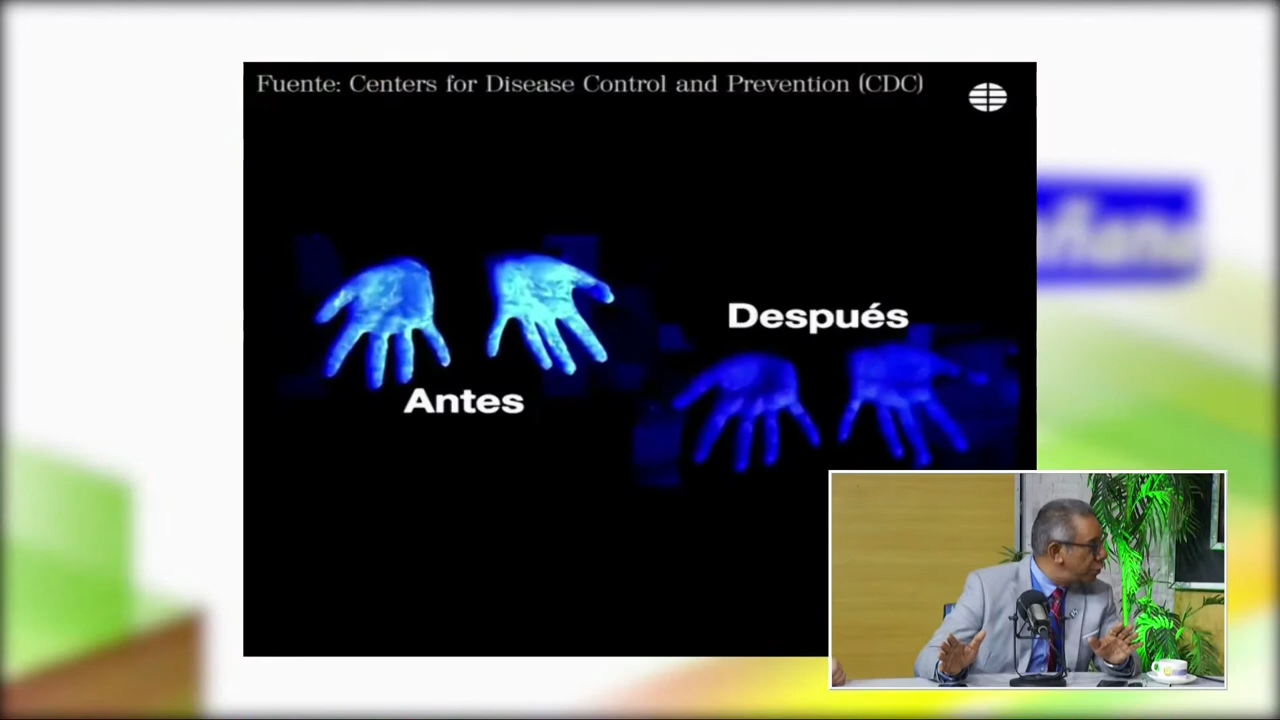 Fuente: Centers for Disease Control and Prevention (CDC)
Después
Antes